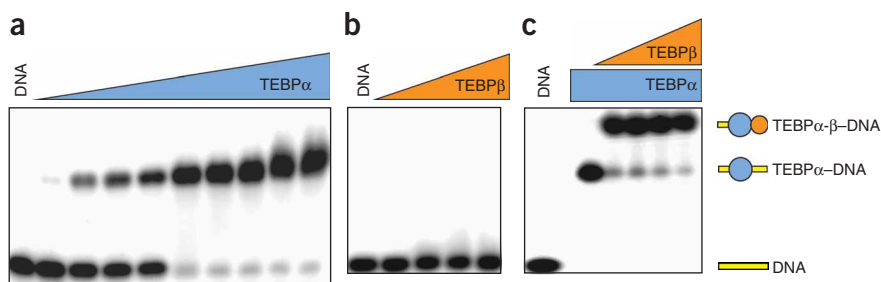 a
DNA
TEBPα
b
DNA
TEBPβ
c
DNA
TEBPβ
TEBPα
TEBPα-β–DNA
TEBPα–DNA
DNA